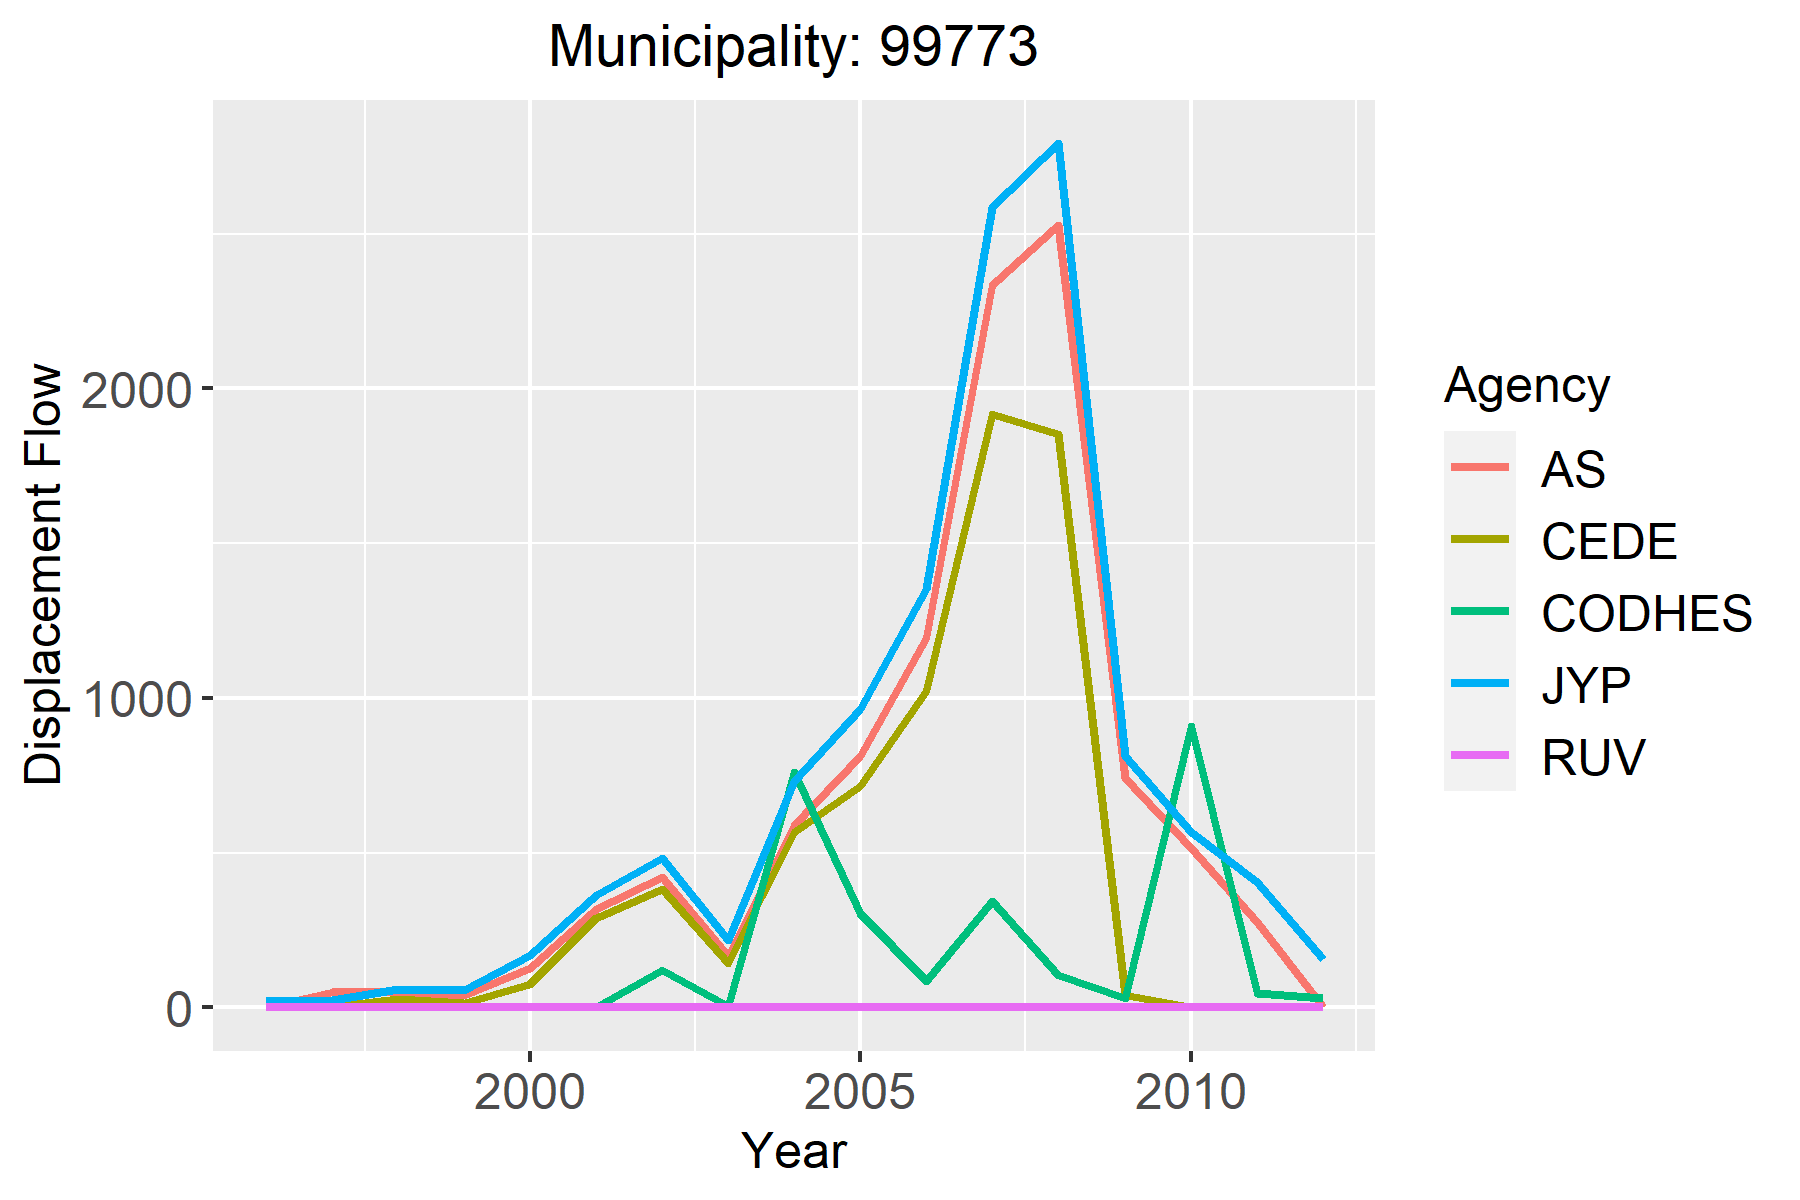 Municipality: 99773
Displacement Flow
2000
1000
0
2000
2005
2010
Year
Agency
AS
CEDE
CODHES
JYP
RUV